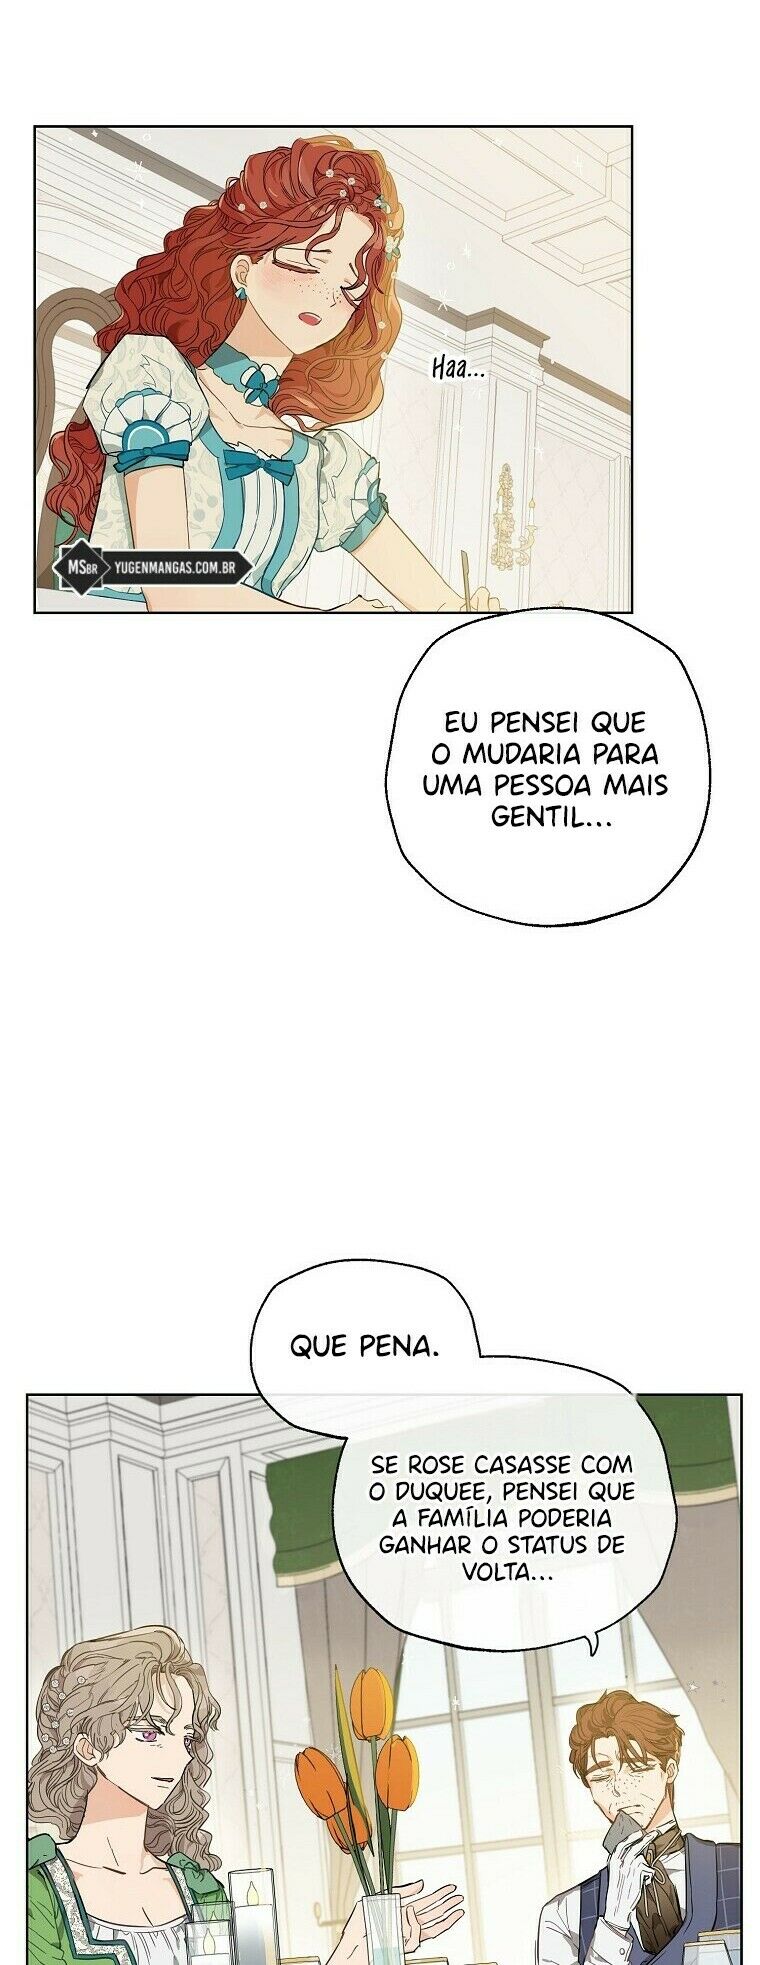 Haa...
MSBR
YUGENMANGAS.COM.BR
EU PENSEI QUE
O MUDARIA PARA
UMA PESSOA MAIS
GENTIL...
QUE PENA.
SE ROSE CASASSE COM
O DUQUEE, PENSEI QUE
A FAMÍLIA PODERIA
GANHAR O STATUS DE
VOLTA...